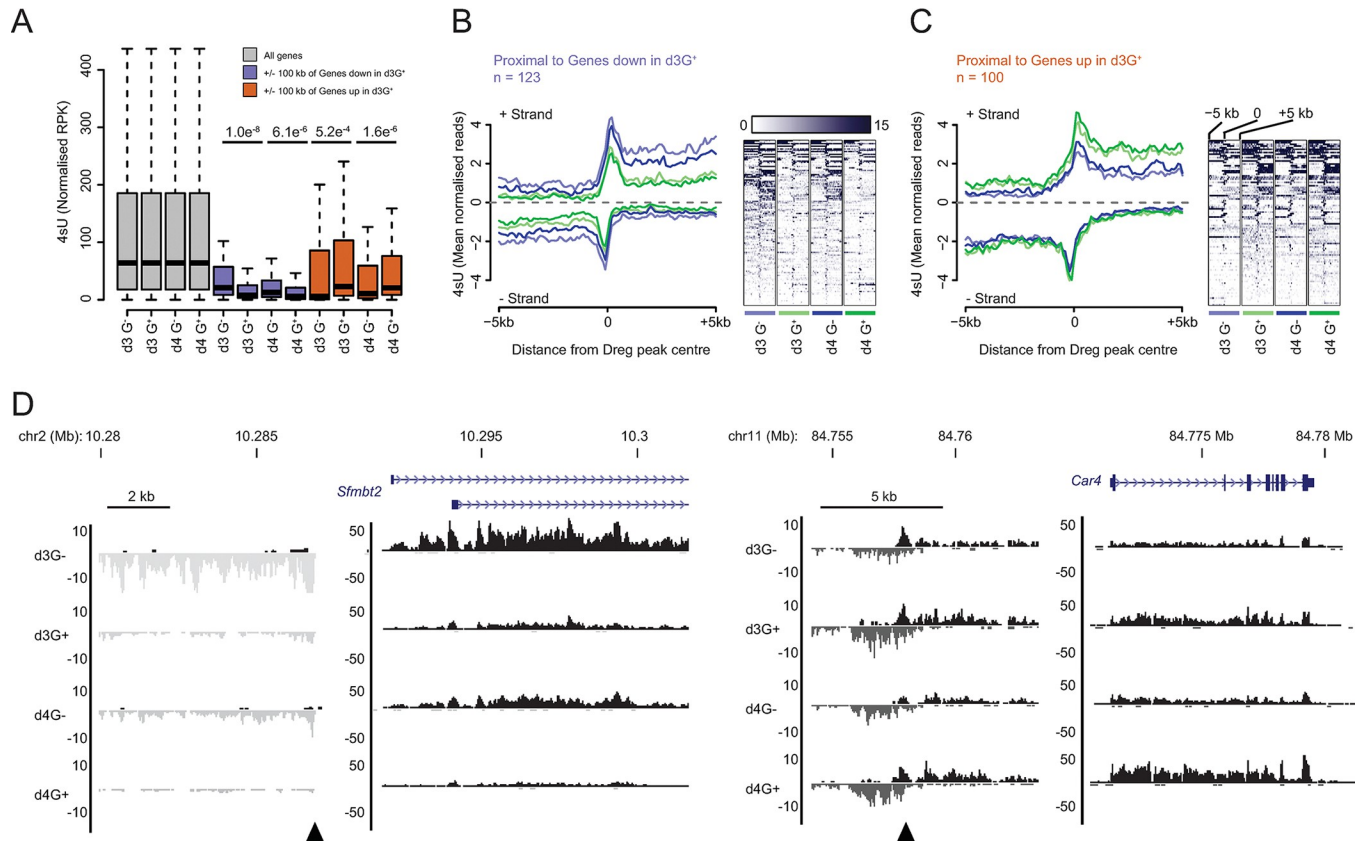 A
4sU (Normalised RPK)
400
300
200
100
0
All genes
+/- 100 kb of Genes down in d3G⁺
+/- 100 kb of Genes up in d3G⁺
1.0e⁻⁸ 6.1e⁻⁶ 5.2e⁻⁴ 1.6e⁻⁶
d3 G⁻ d3 G⁺ d4 G⁻ d4 G⁺ d3 G⁻ d3 G⁺ d4 G⁻ d4 G⁺ d3 G⁻ d3 G⁺ d4 G⁻ d4 G⁺
B
Proximal to Genes down in d3G⁺
n = 123
4sU (Mean normalised reads)
+ Strand
4
2
0
−2
−4
- Strand
−5kb 0 +5kb
Distance from Dreg peak centre
0 15
d3 G⁻ d3 G⁺ d4 G⁻ d4 G⁺
C
Proximal to Genes up in d3G⁺
n = 100
4sU (Mean normalised reads)
+ Strand
4
2
0
−2
−4
- Strand
−5kb 0 +5kb
Distance from Dreg peak centre
−5 kb 0 +5 kb
d3 G⁻ d3 G⁺ d4 G⁻ d4 G⁺
D
chr2 (Mb): 10.28 10.285 10.295 10.3
2 kb
Sfmbt2
d3G- 10 -10 50 -50
d3G+ 10 -10 50 -50
d4G- 10 -10 50 -50
d4G+ 10 -10 50 -50
chr11 (Mb): 84.755 84.76 84.775 Mb 84.78 Mb
5 kb
Car4
d3G- 10 -10 50 -50
d3G+ 10 -10 50 -50
d4G- 10 -10 50 -50
d4G+ 10 -10 50 -50